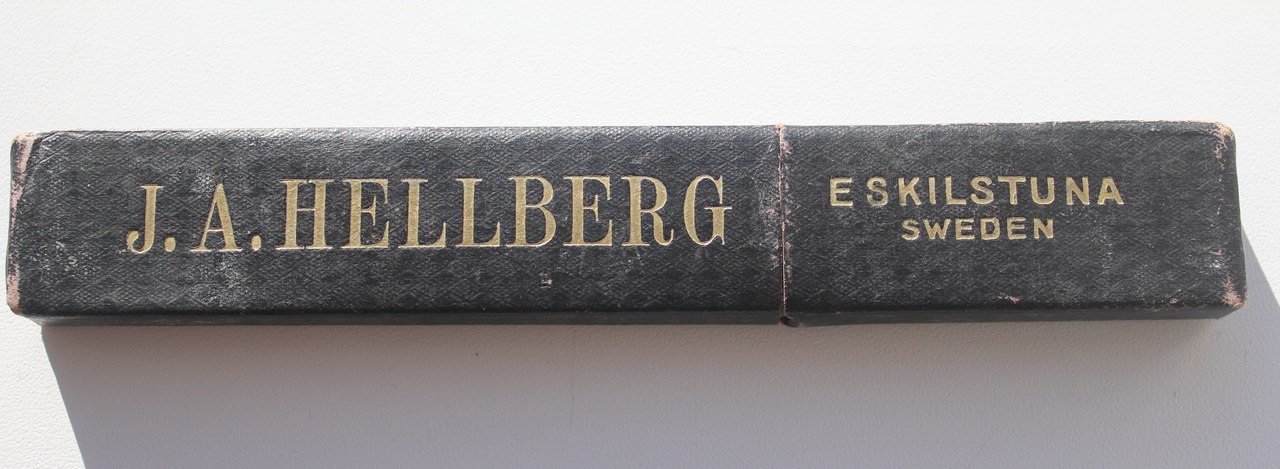 J. A. HELLBERG
ESKILSTUNA
SWEDEN